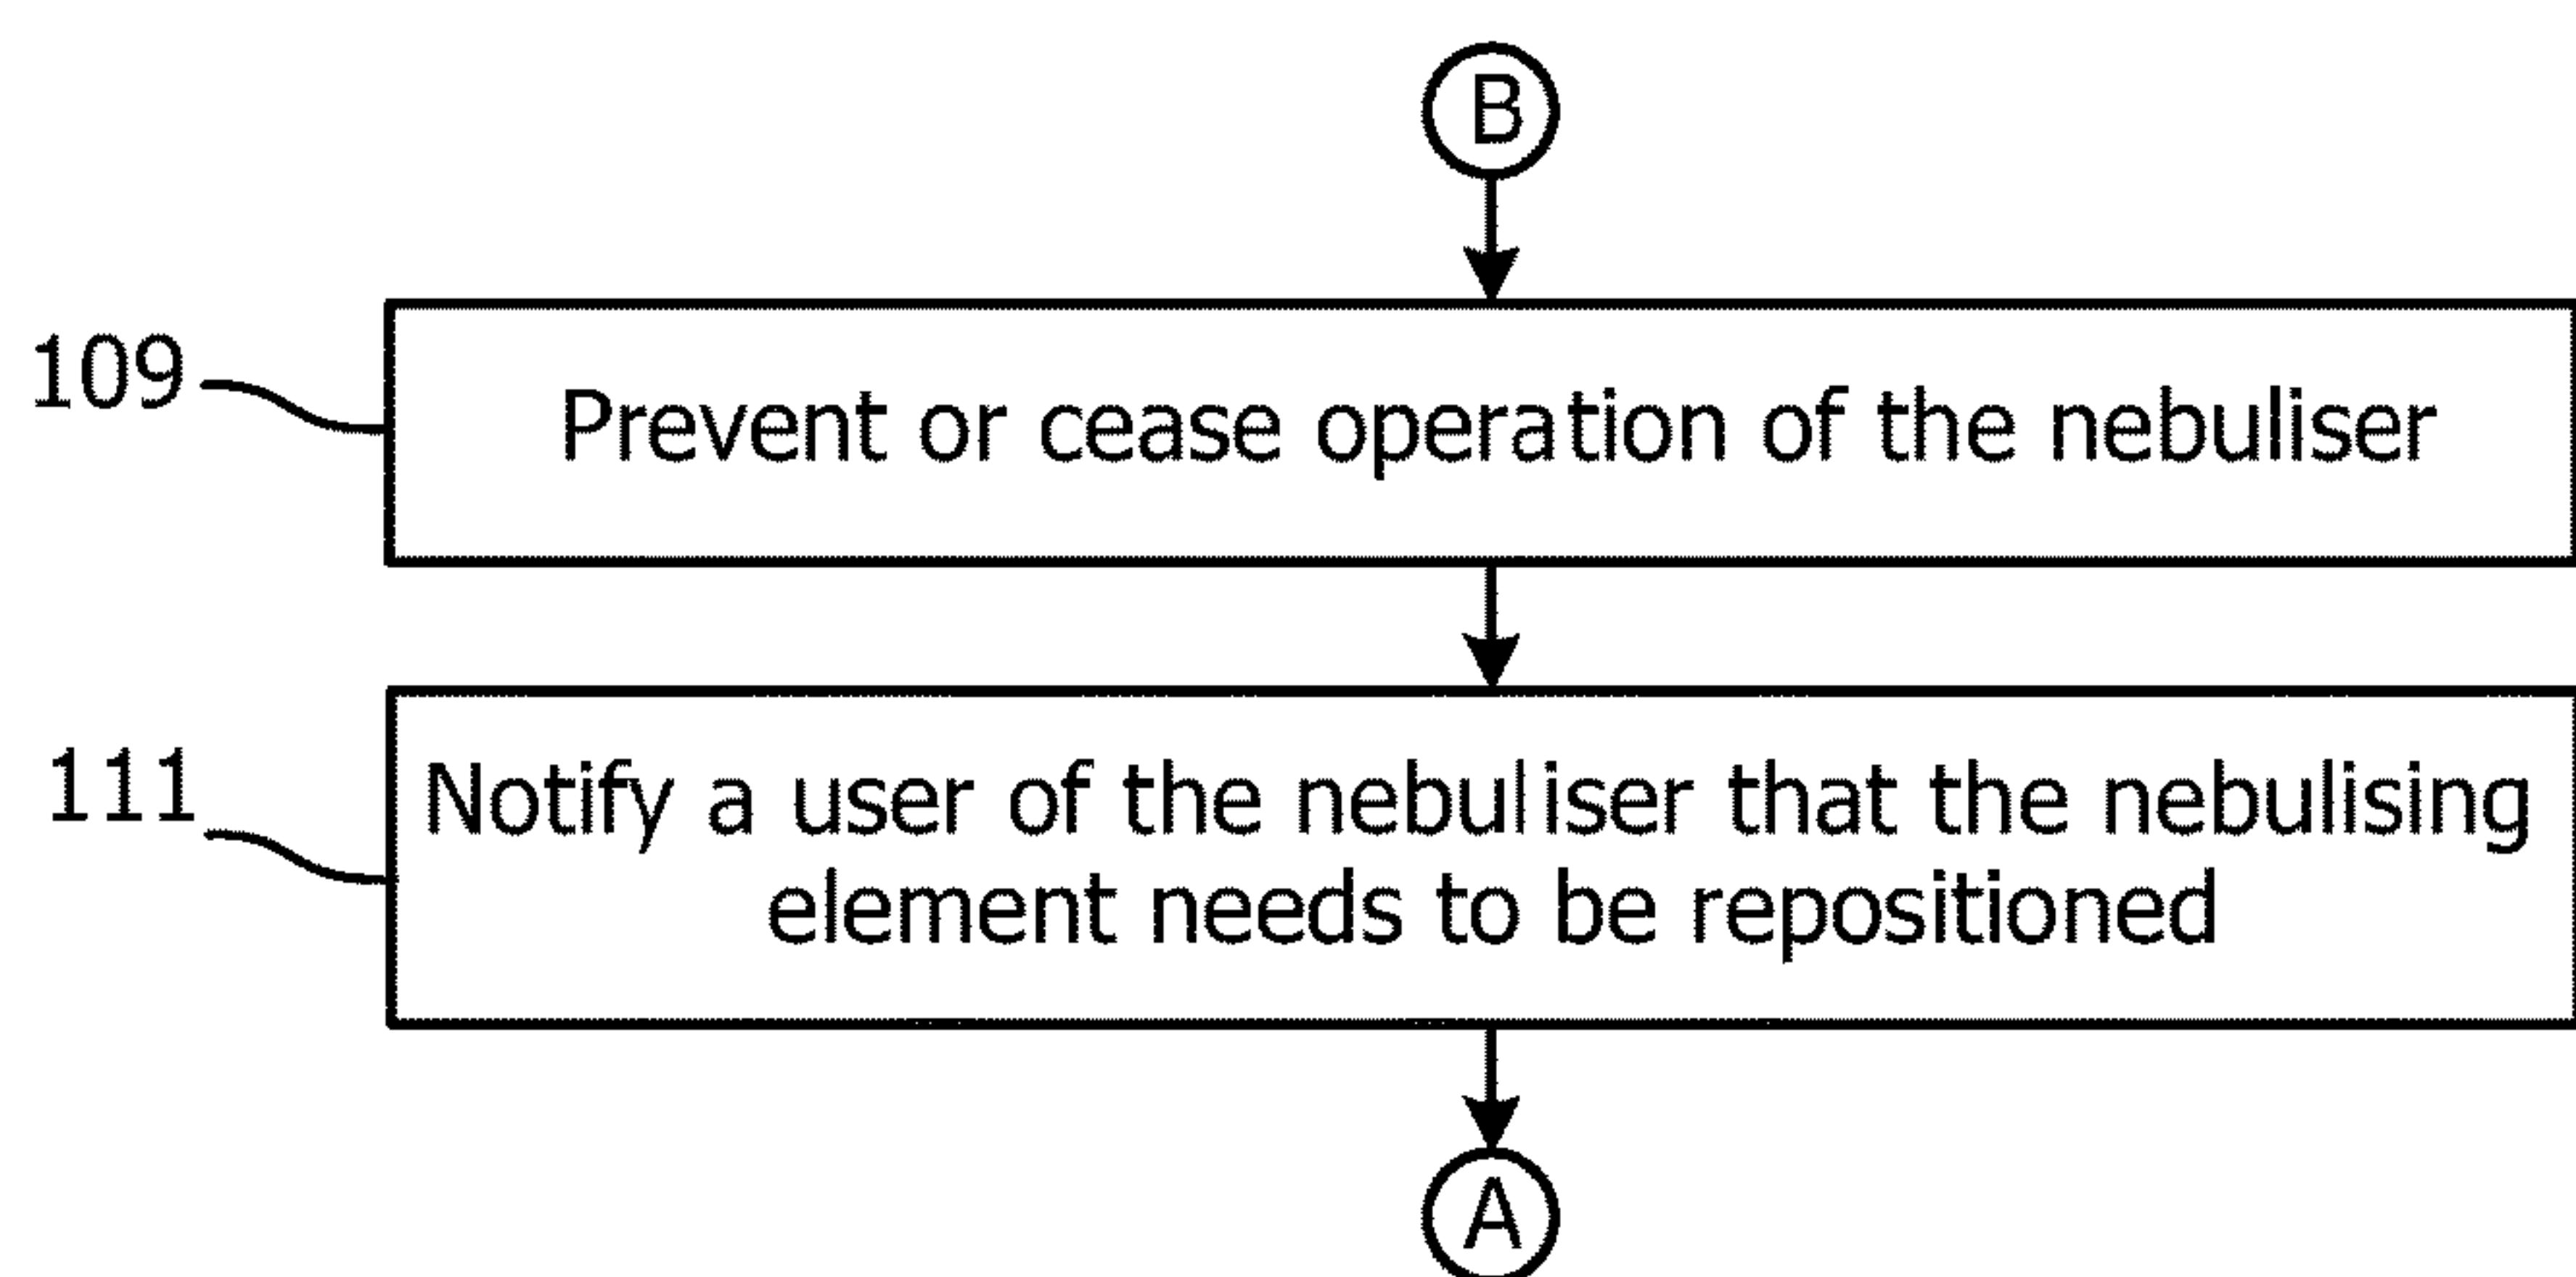 B
109
Prevent or cease operation of the nebuliser
111
Notify a user of the nebuliser that the nebulising
element needs to be repositioned
A